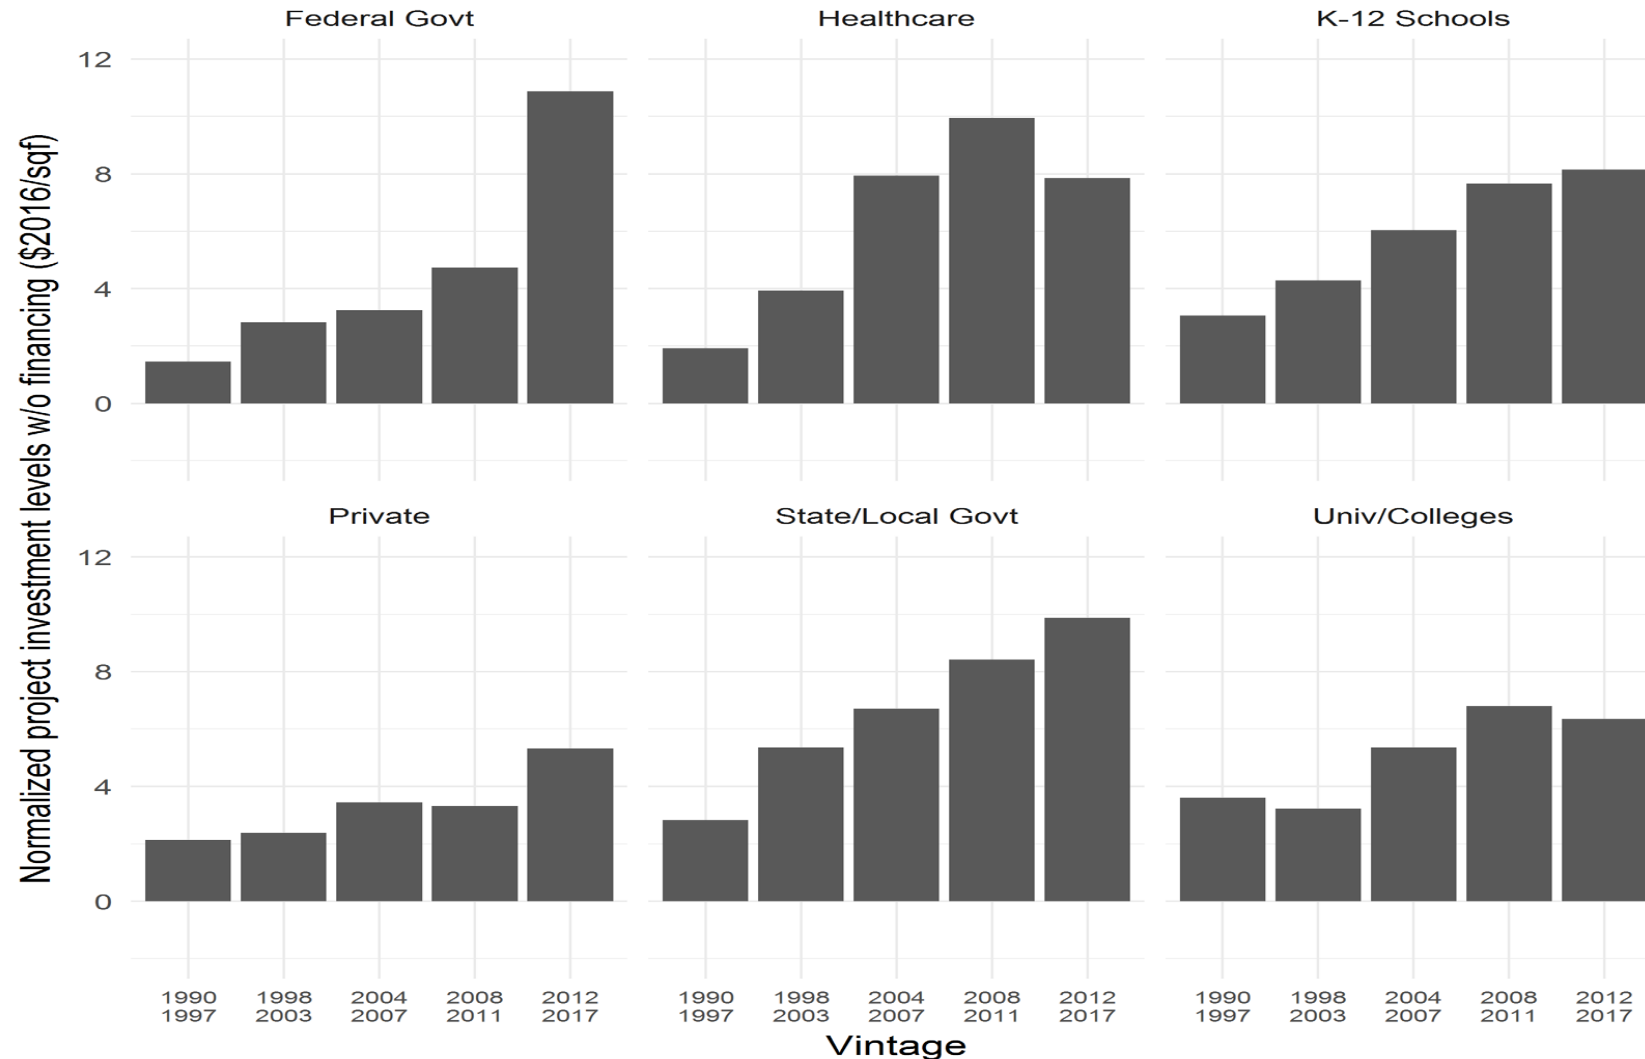 Federal Govt
Healthcare
K-12 Schools
12
8
4
0
Normalized project investment levels w/o financing ($2016/sqf)
Private
State/Local Govt
Univ/Colleges
12
8
4
0
1990 1998 2004 2008 2012
1997 2003 2007 2011 2017
1990 1998 2004 2008 2012
1997 2003 2007 2011 2017
1990 1998 2004 2008 2012
1997 2003 2007 2011 2017
Vintage